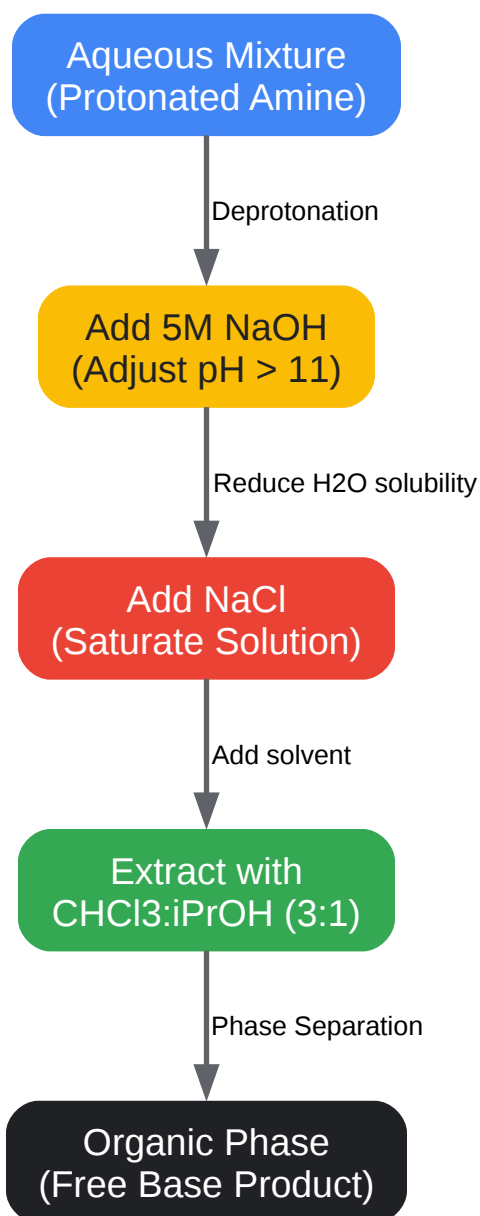 Aqueous Mixture
(Protonated Amine)
Deprotonation
Add 5M NaOH
(Adjust pH > 11)
Reduce H2O solubility
Add NaCl
(Saturate Solution)
Add solvent
Extract with
CHCl3:iPrOH (3:1)
Phase Separation
Organic Phase
(Free Base Product)